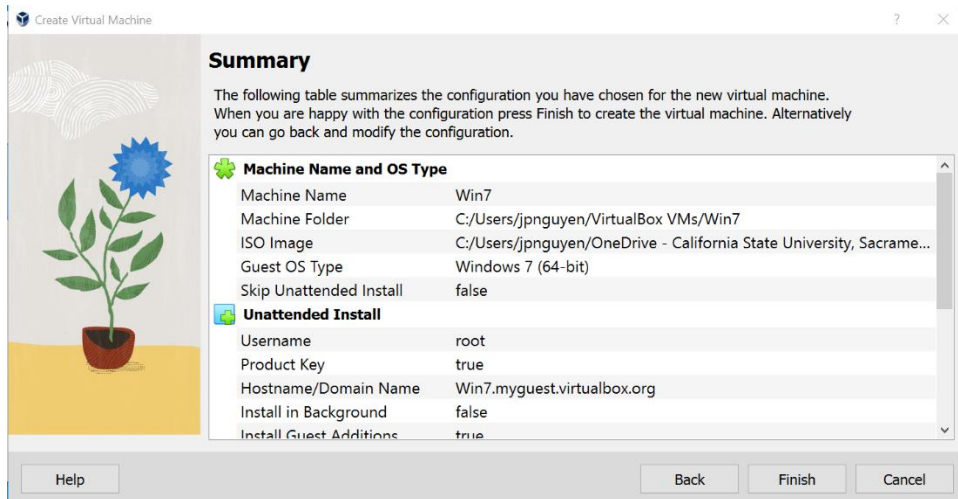 Create Virtual Machine
?
Summary
The following table summarizes the configuration you have chosen for the new virtual machine.
When you are happy with the configuration press Finish to create the virtual machine. Alternatively
you can go back and modify the configuration.
Machine Name and OS Type
Machine Name Win7
Machine Folder C:/Users/jpnguyen/VirtualBox VMs/Win7
ISO Image C:/Users/jpnguyen/OneDrive - California State University, Sacrame...
Guest OS Type Windows 7 (64-bit)
Skip Unattended Install false
Unattended Install
Username root
Product Key true
Hostname/Domain Name Win7.myguest.virtualbox.org
Install in Background false
Install Guest Additions true
Help Back Finish Cancel